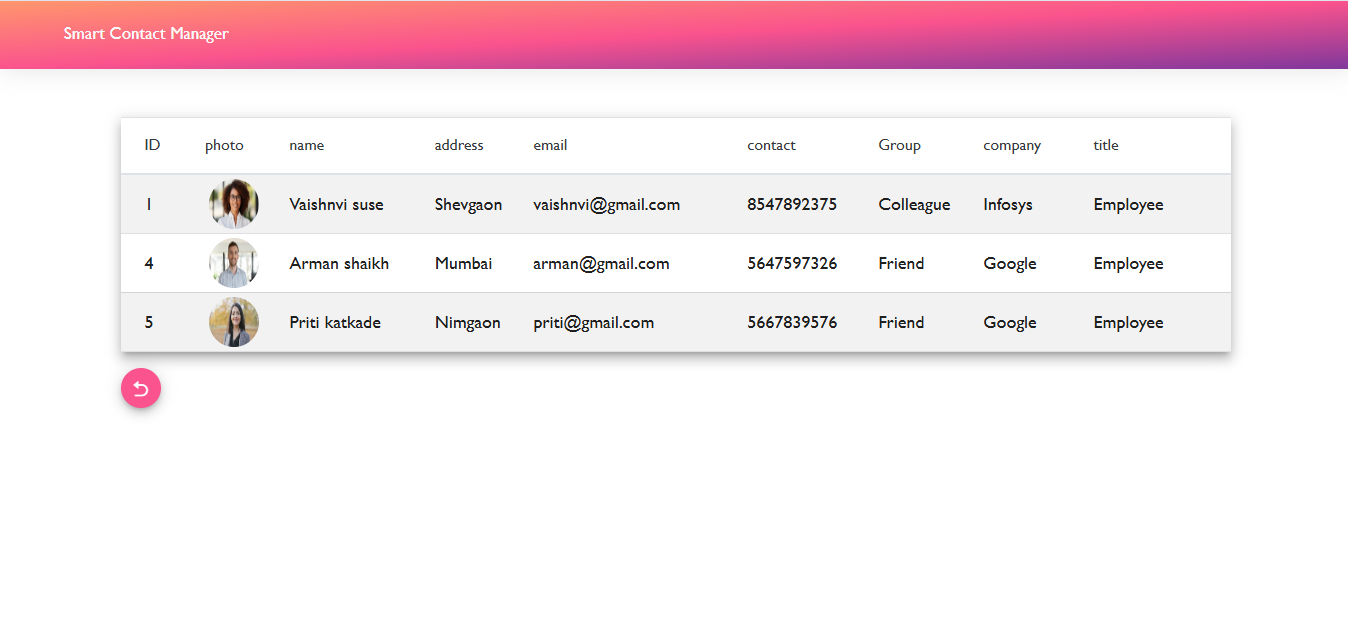 Smart Contact Manager
ID photo name address email contact Group company title
1 Vaishnvi suse Shevgaon vaishnvi@gmail.com 8547892375 Colleague Infosys Employee
4 Arman shaikh Mumbai arman@gmail.com 5647597326 Friend Google Employee
5 Priti katkade Nimgaon priti@gmail.com 5667839576 Friend Google Employee